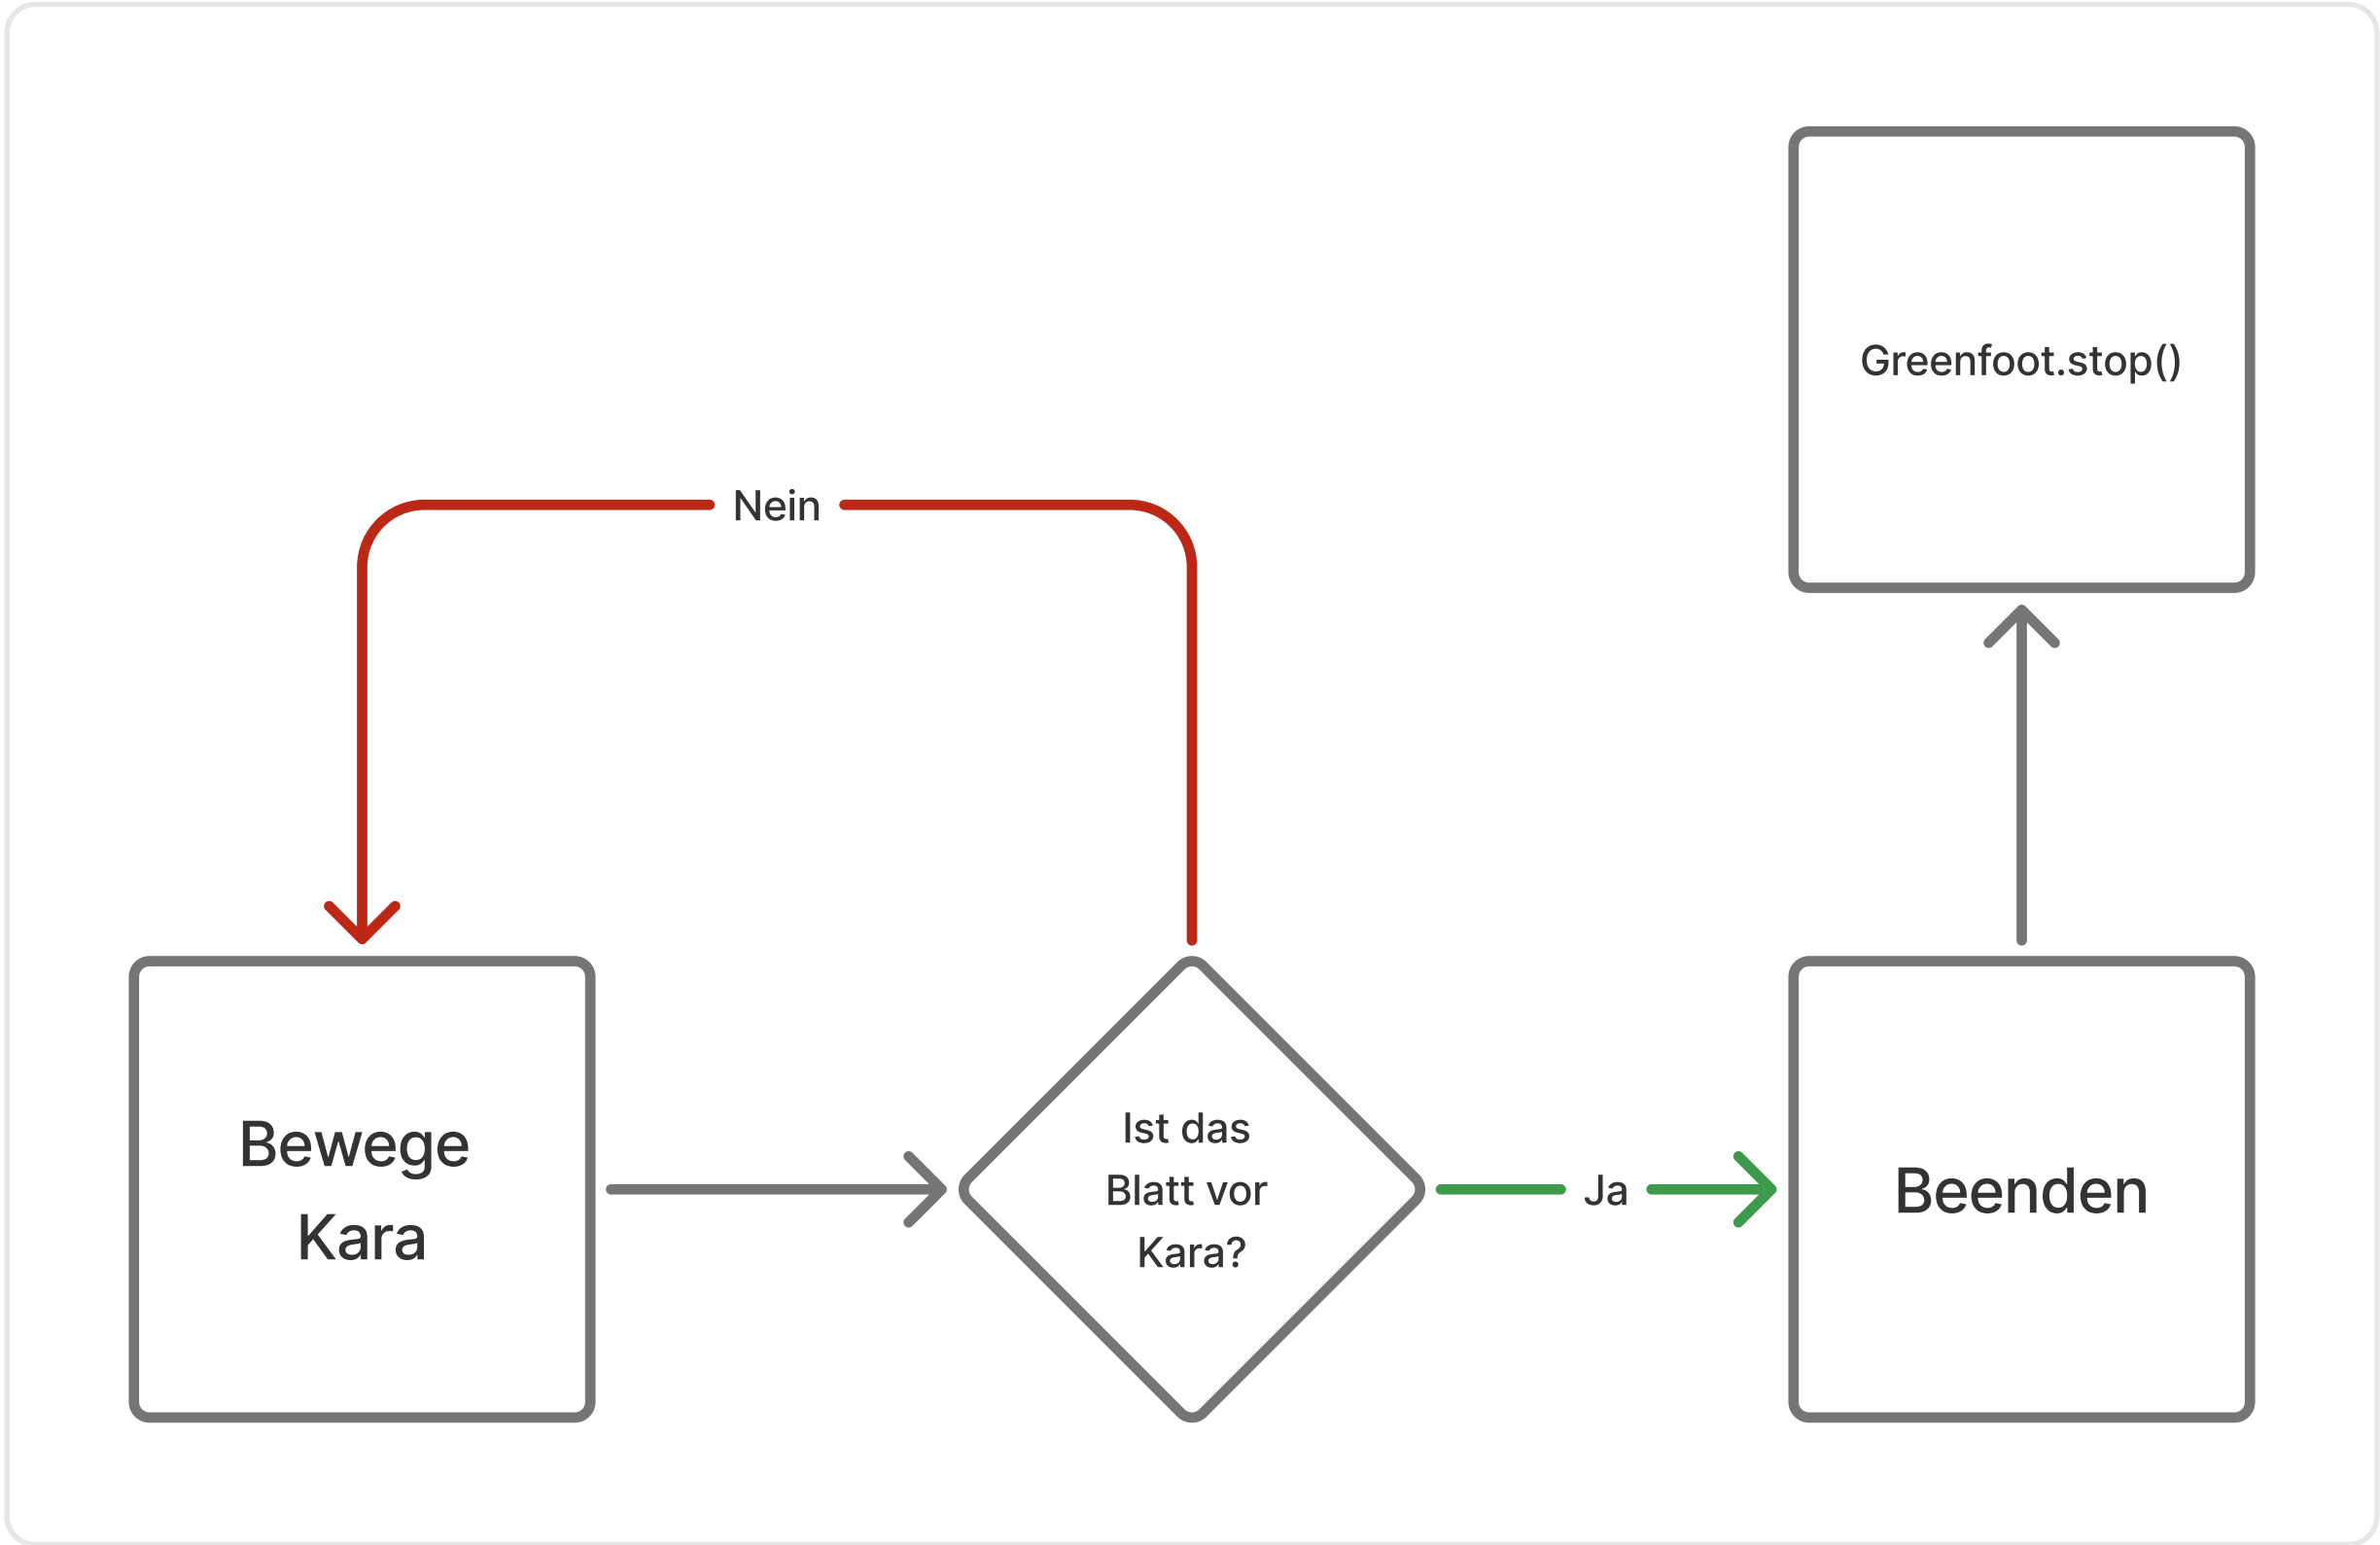 Greenfoot.stop()
Nein
Bewege
Kara
Ist das
Blatt vor
Kara?
Ja
Beenden